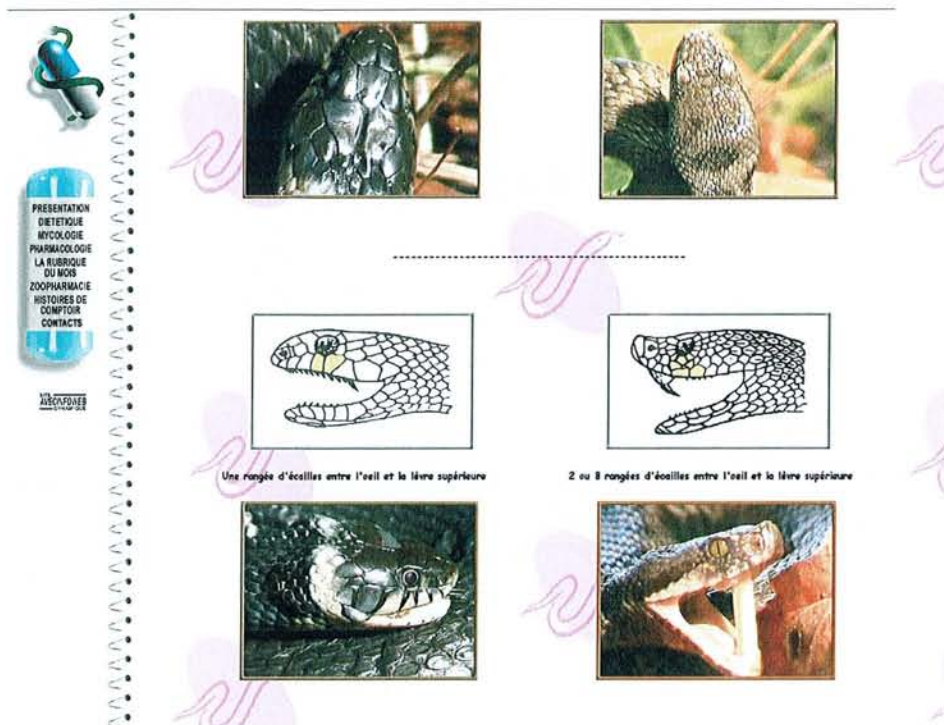 PRESENTATION
DIETETIQUE
MYCOLOGIE
PHARMACOLOGIE
LA RUBRIQUE
DU MOIS
ZOOPHARMACIE
HISTOIRES DE
COMPTOIR
CONTACTS
Une rangée d'écailles entre l'oeil et la lèvre supérieure
2 ou 3 rangées d'écailles entre l'oeil et la lèvre supérieure